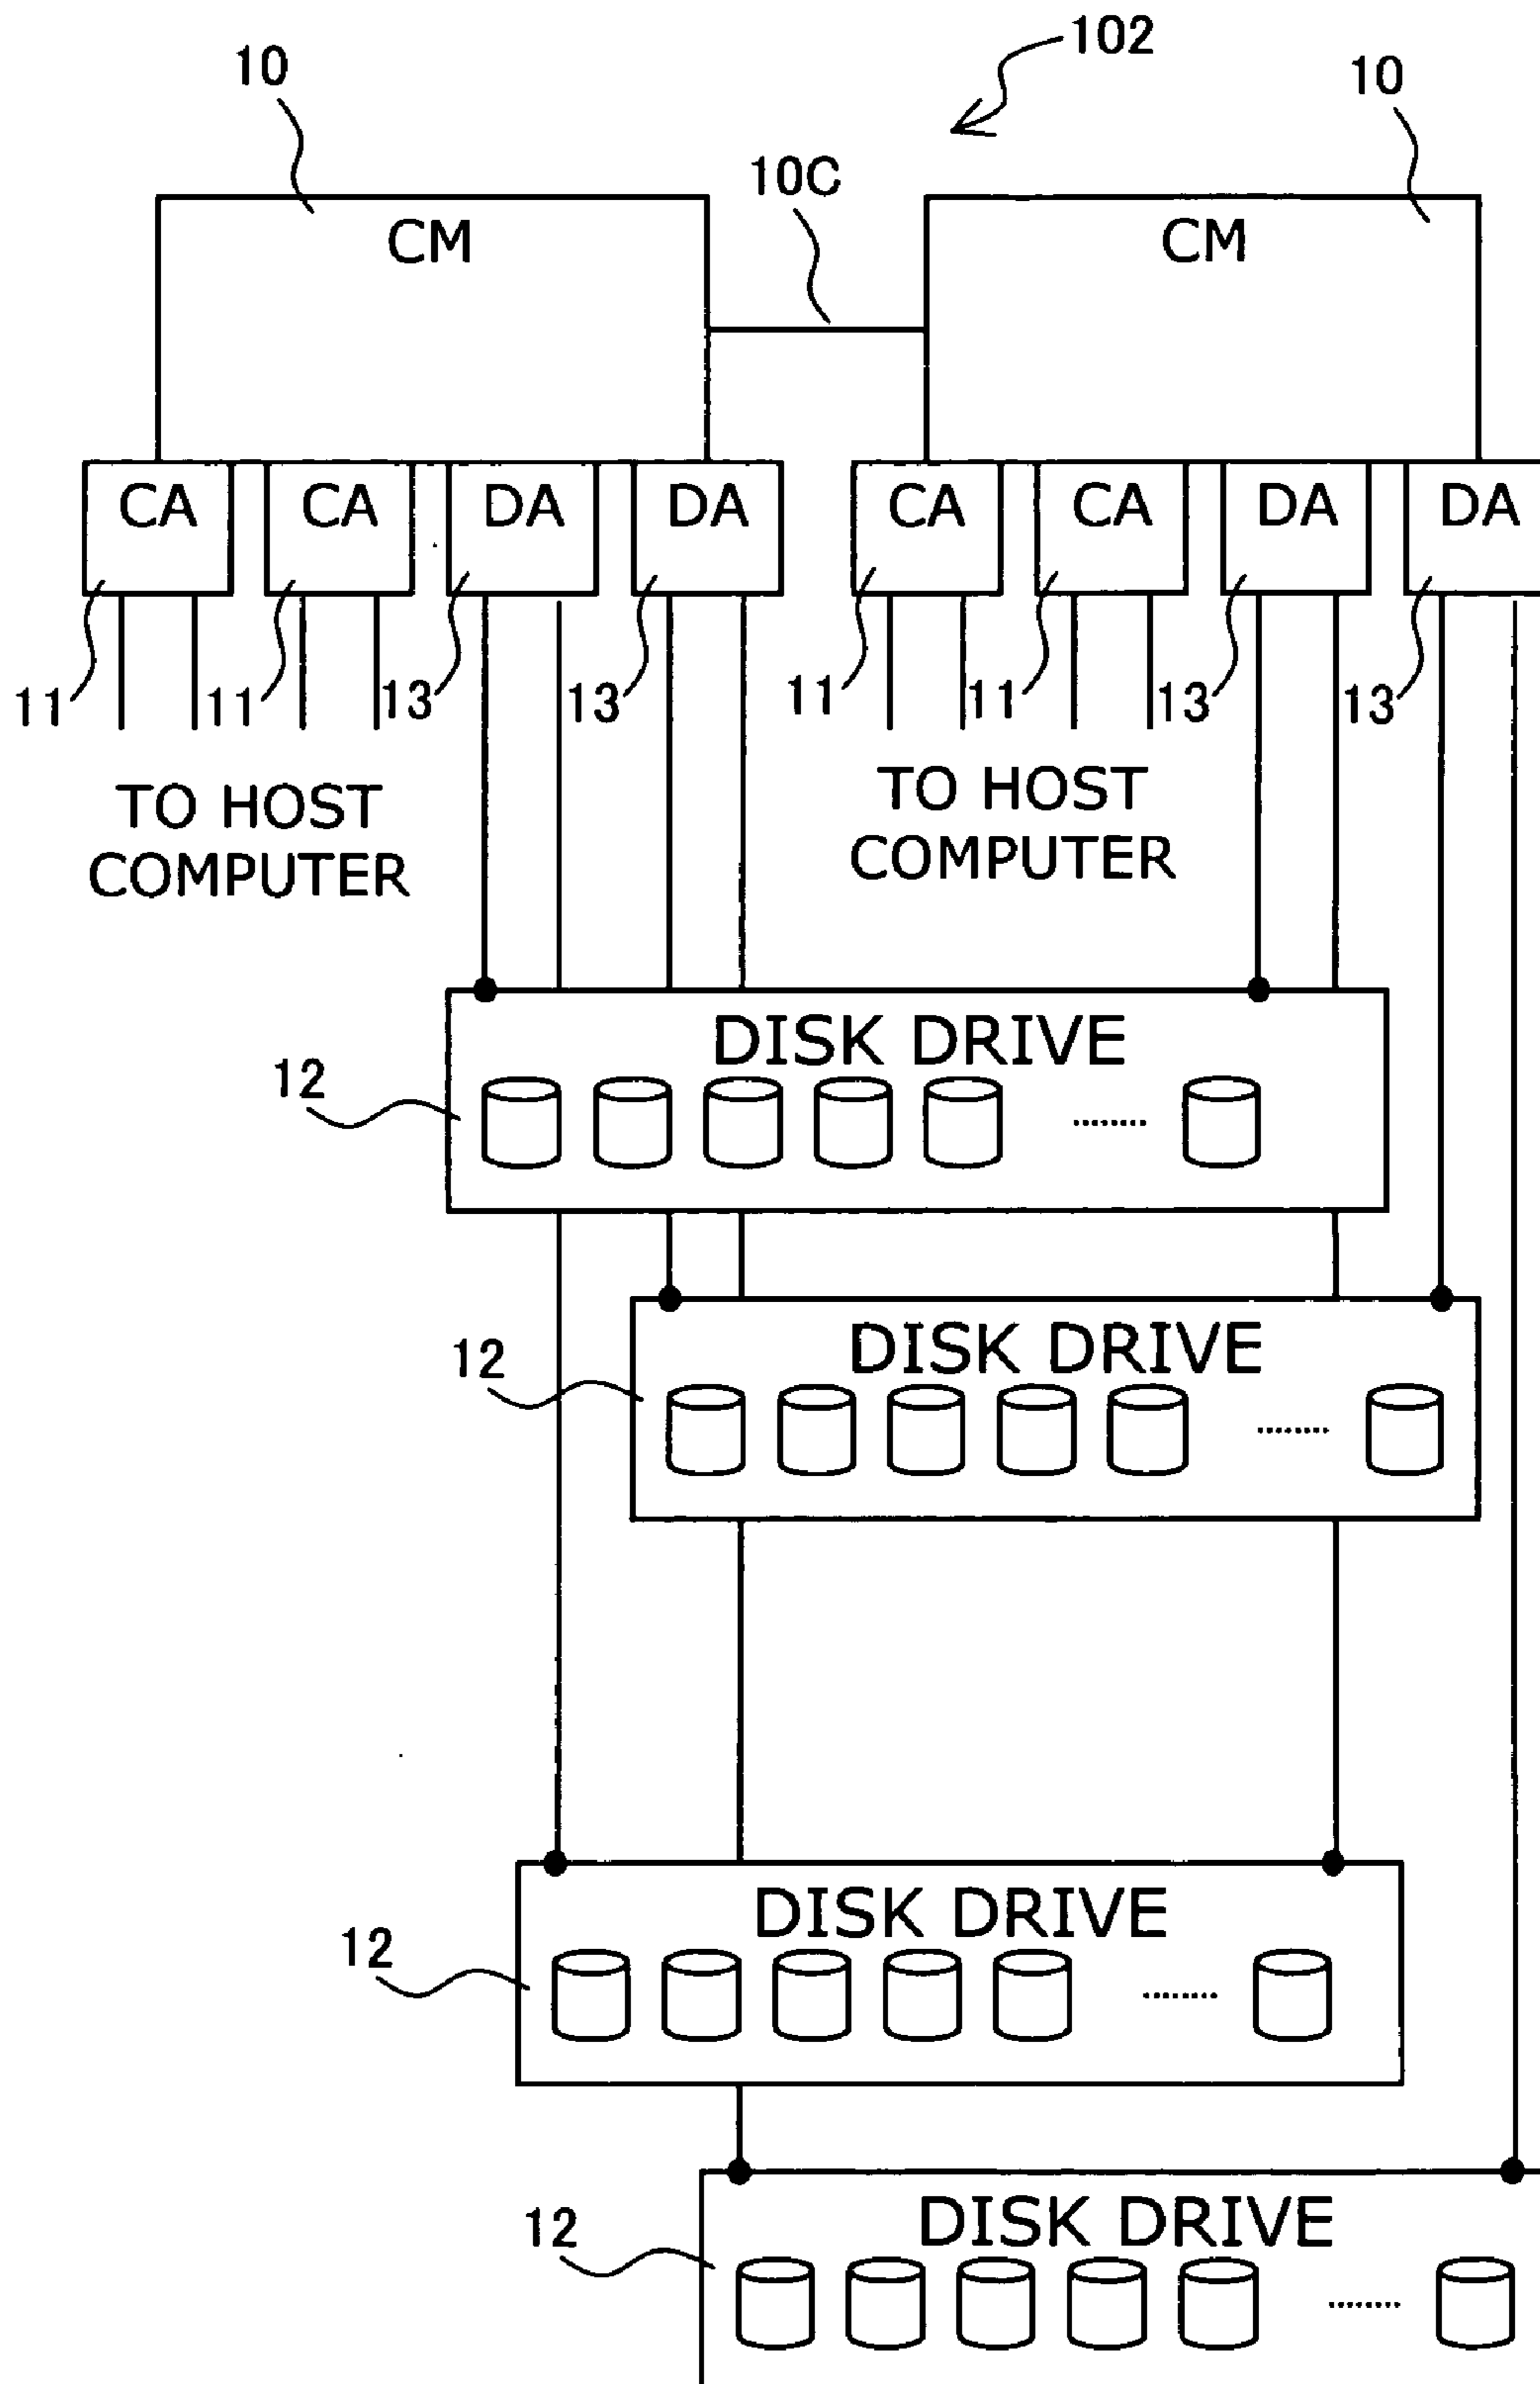 102
10
10
10C
CM
CM
CA
CA
DA
DA
CA
CA
DA
DA
11
11
13
13
11
11
13
13
TO HOST
COMPUTER
TO HOST
COMPUTER
DISK DRIVE
12
DISK DRIVE
12
DISK DRIVE
12
DISK DRIVE
12